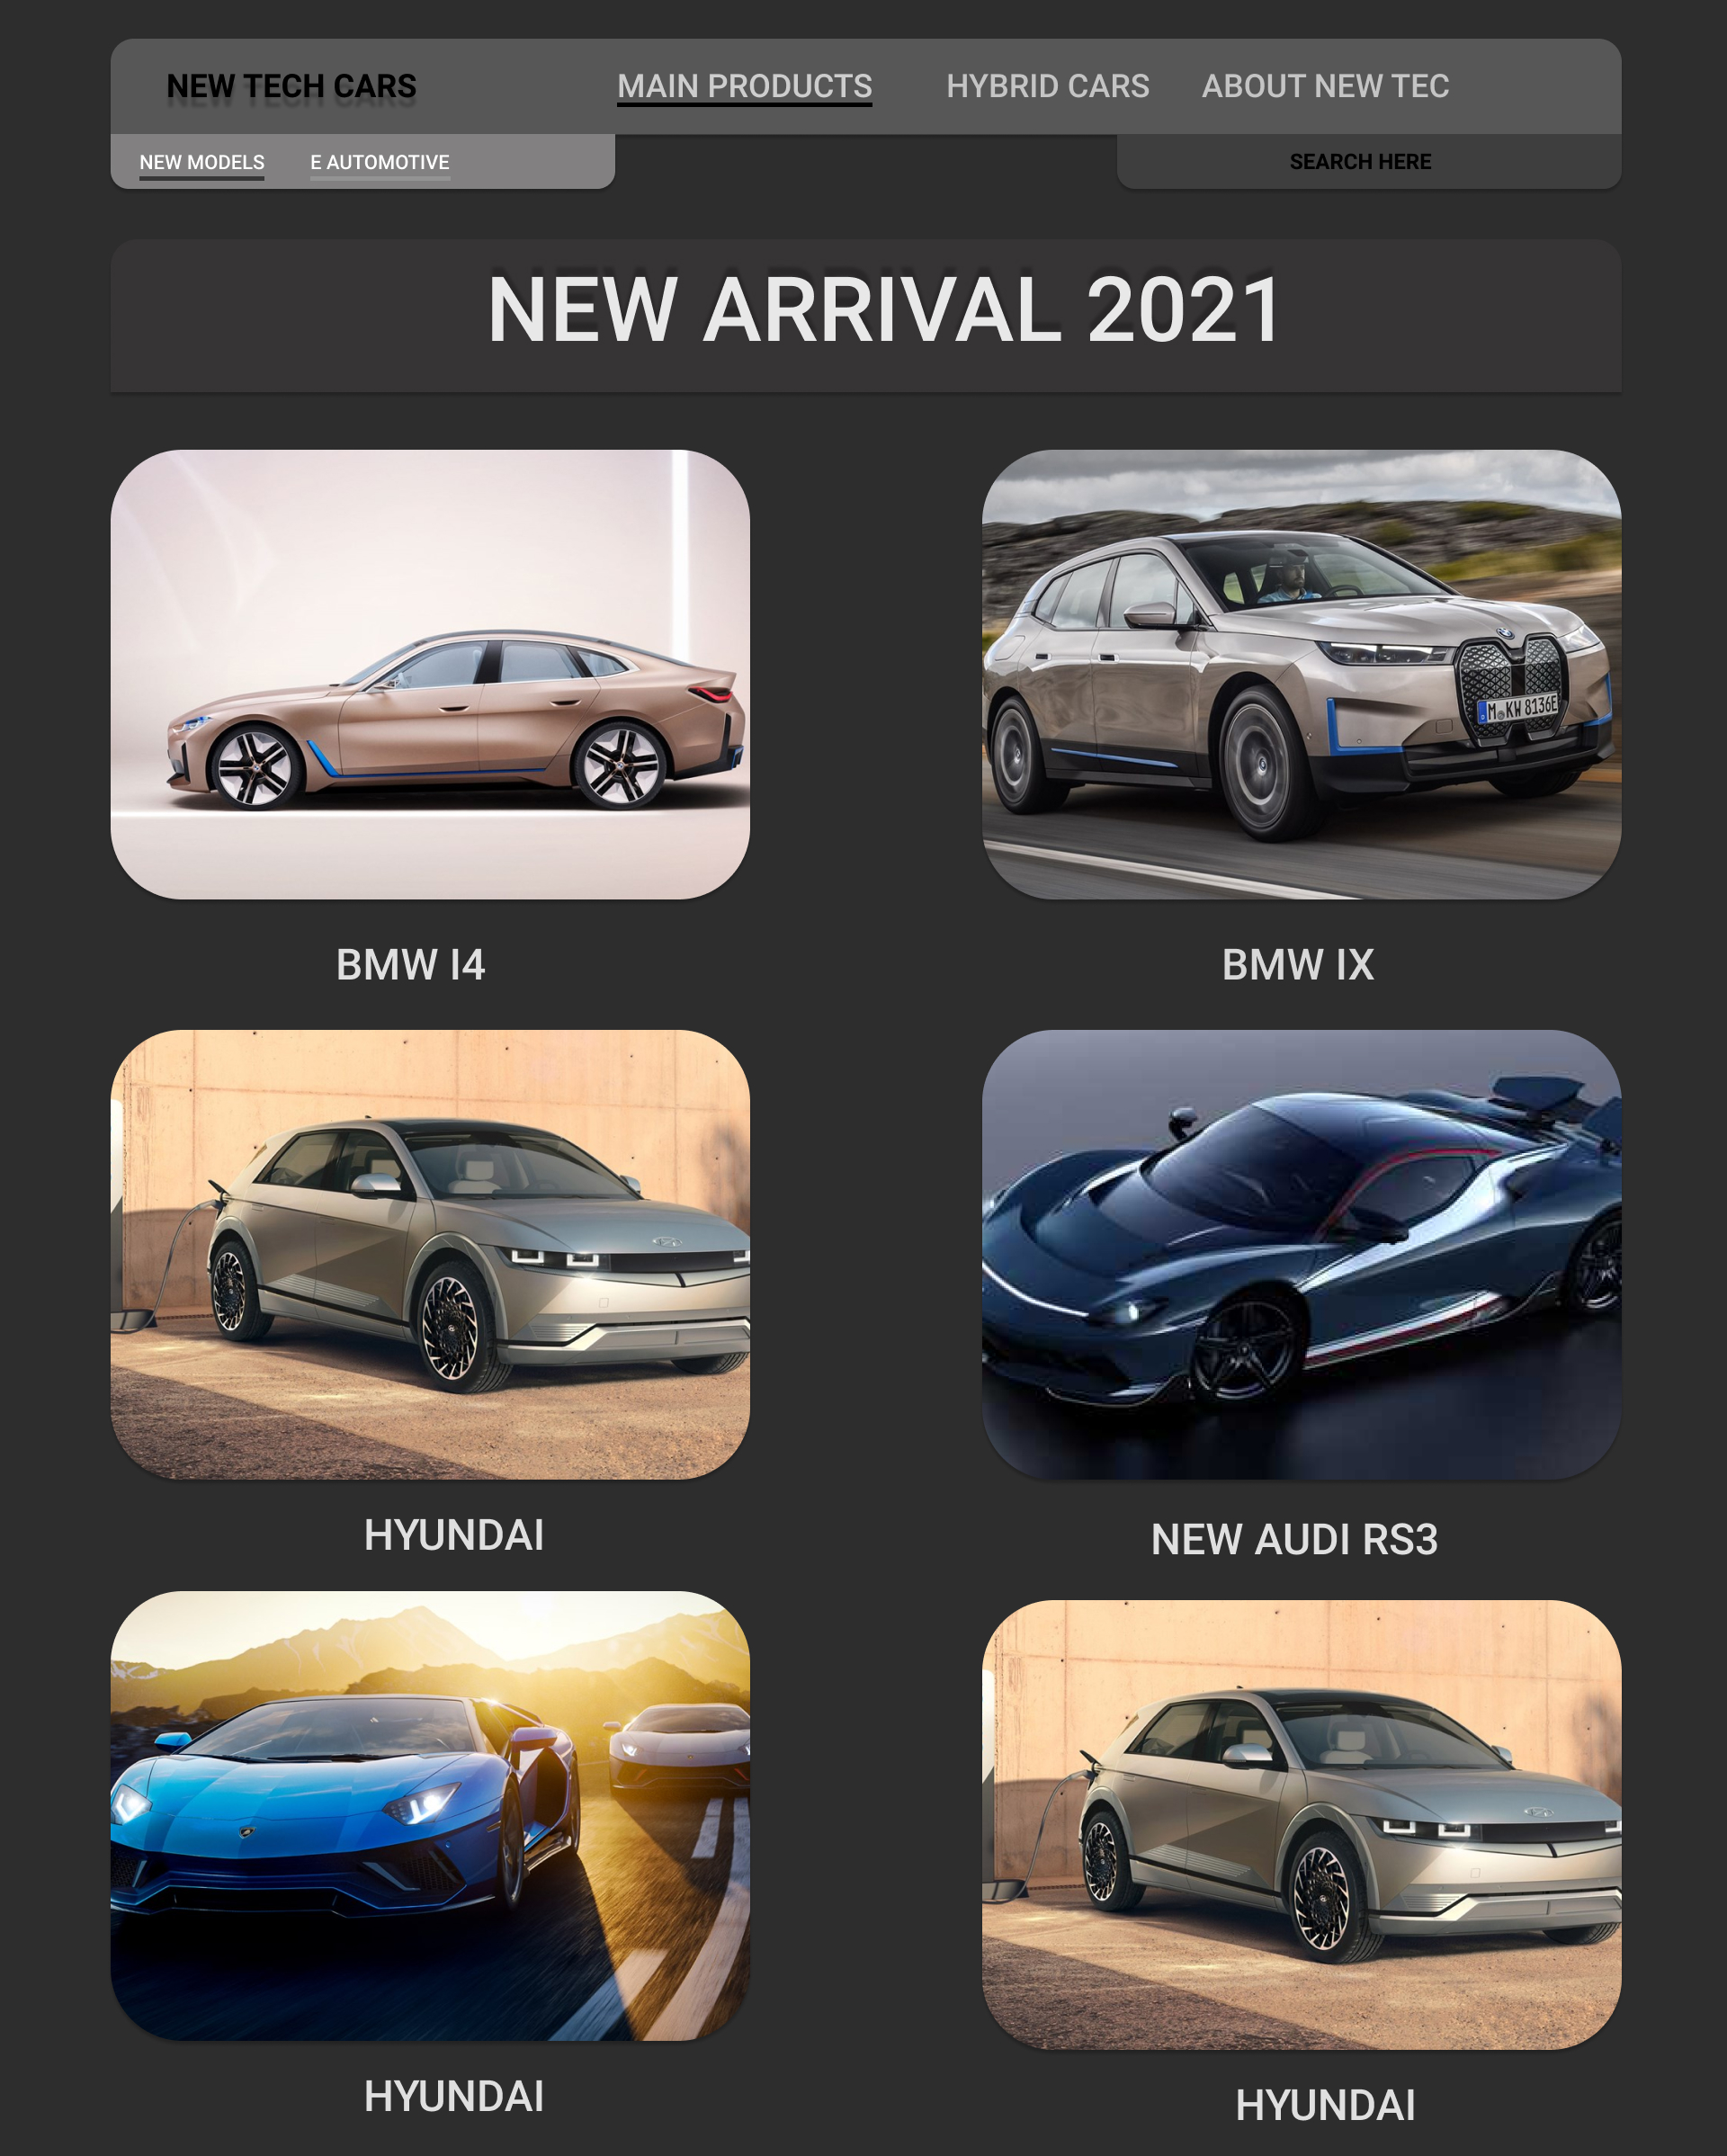 NEW TECH CARS
MAIN PRODUCTS
HYBRID CARS
ABOUT NEW TEC
NEW MODELS
E AUTOMOTIVE
SEARCH HERE
NEW ARRIVAL 2021
M KW 8136E
BMW I4
BMW IX
HYUNDAI
NEW AUDI RS3
HYUNDAI
HYUNDAI